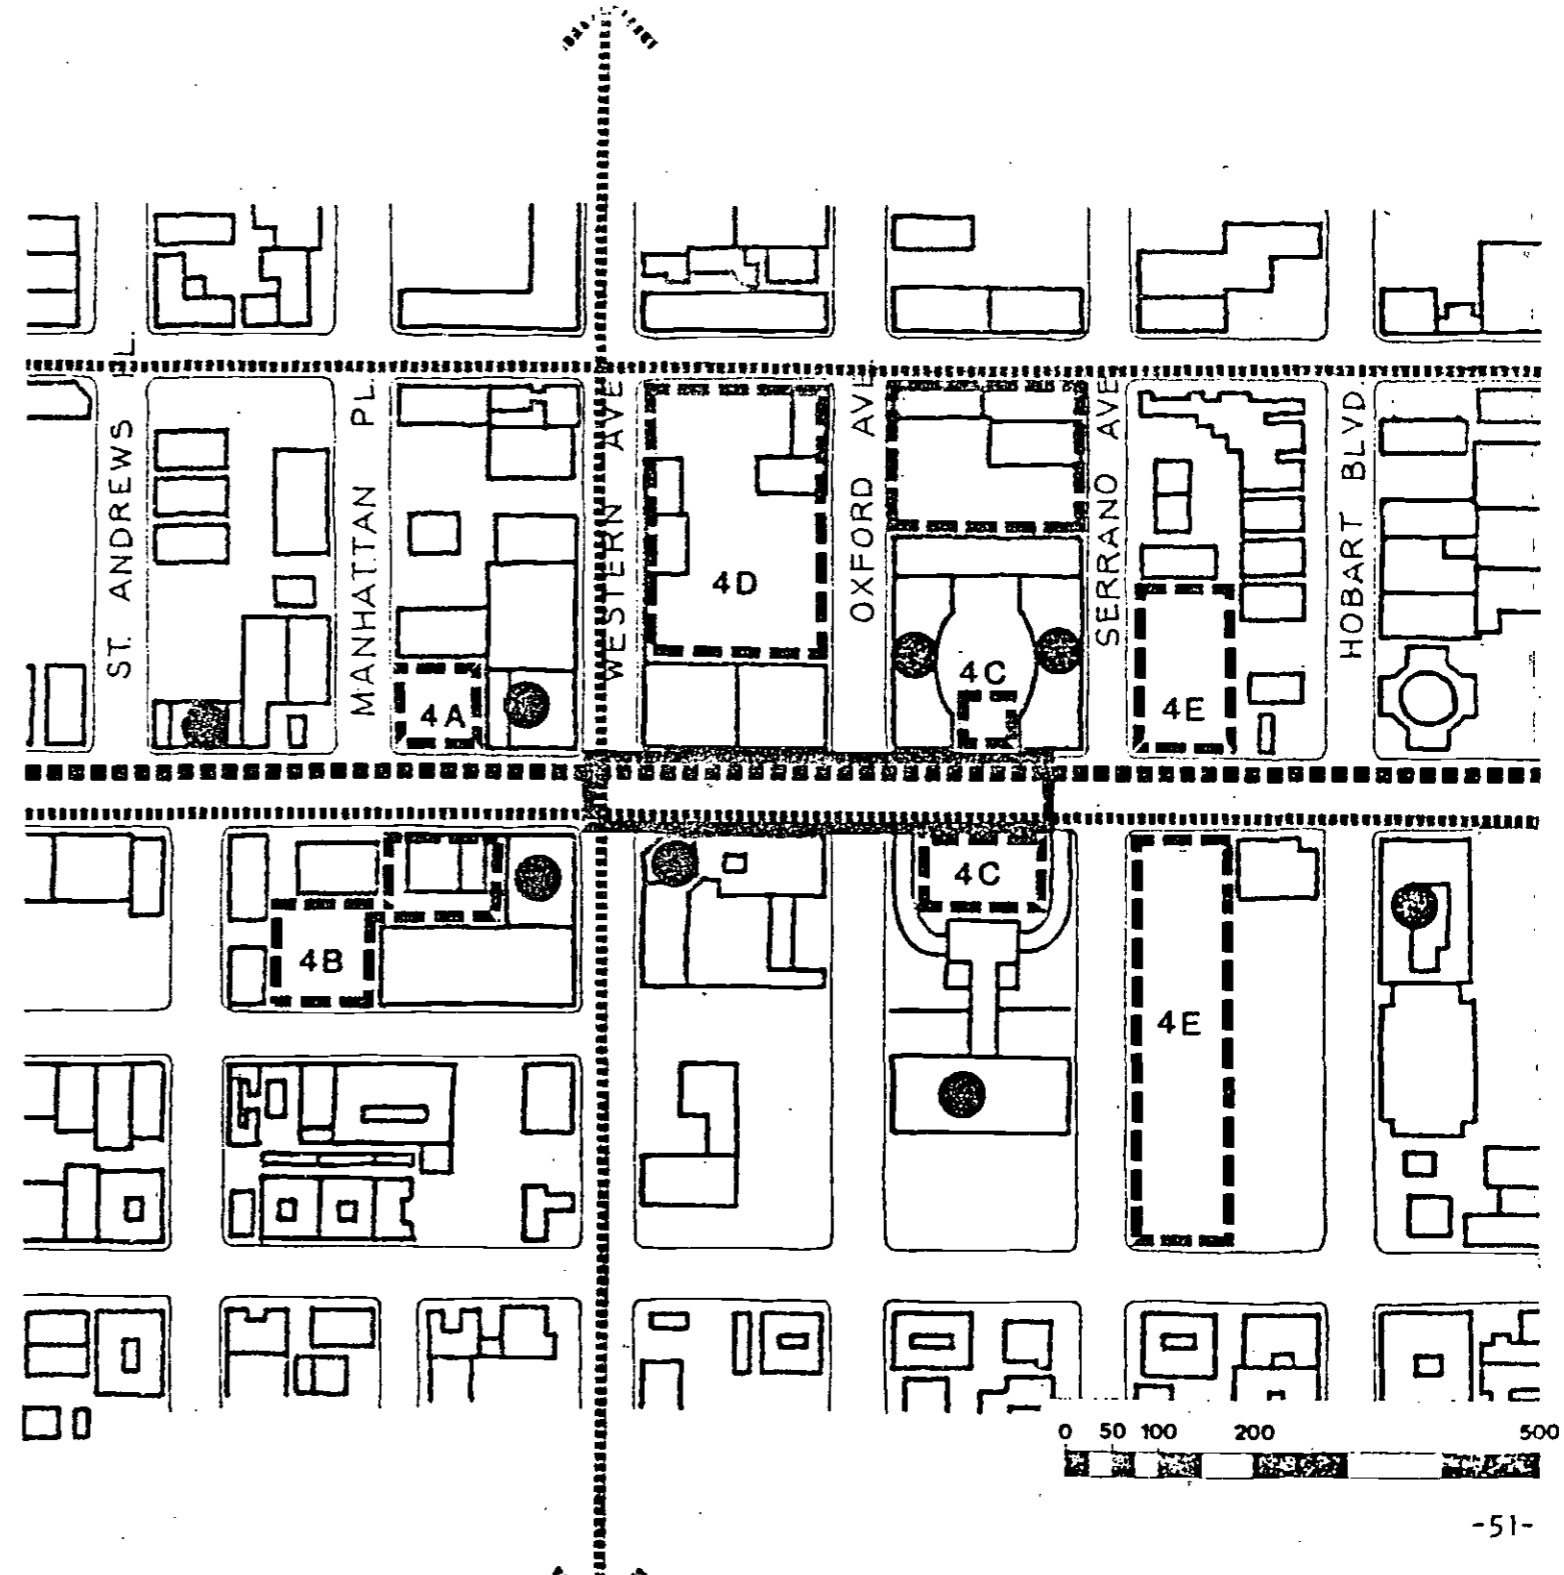 ST. ANDREWS PL.
MANHATTAN PL.
WESTERN AVE
OXFORD AVE
SERRANO AVE
HOBART BLVD.
4D
4C
4A
4E
4C
4B
4E
0 50 100 200 500
-51-